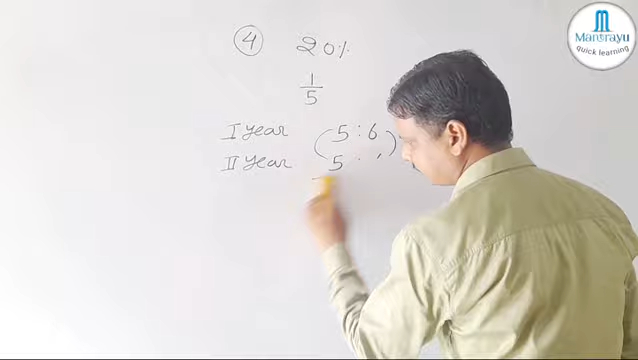 ④ 20%
1/5
I year 5 : 6
II year 5 :
Manorayu
quick learning